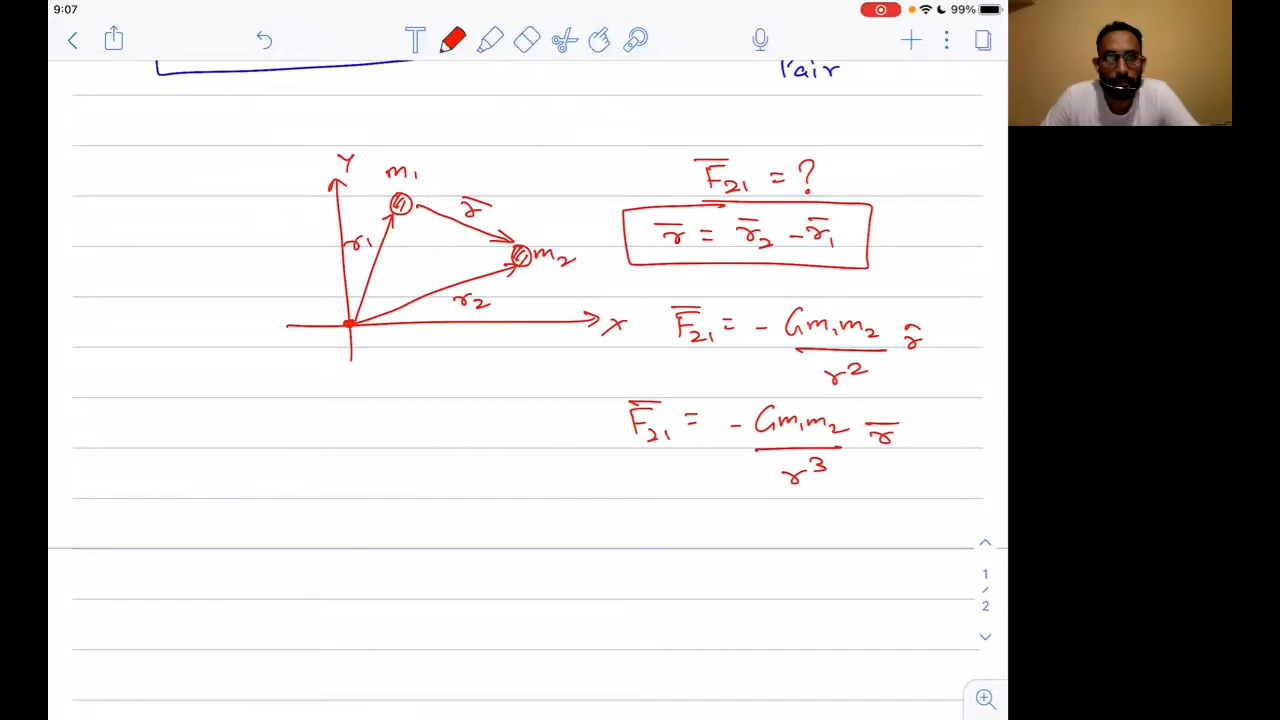 9:07
99%
T
Pair
Y
m₁
r̅
r₁
m₂
r₂
X
F̅₂₁ = ?
r̅ = r̅₂ - r̅₁
F̅₂₁ = - Gm₁m₂/r² r̂
F̅₂₁ = - Gm₁m₂/r³ r̅
1
/
2